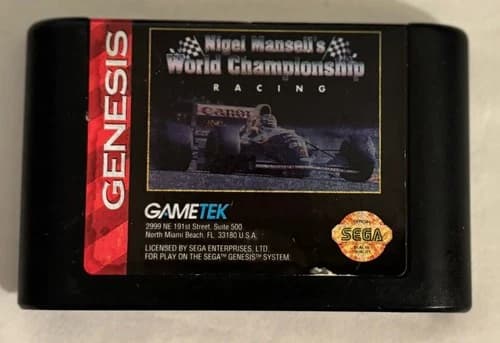 GENESIS
Nigel Mansell's
World Championship
RACING
Canon
GAMETEK
2999 NE 191st Street, Suite 500
North Miami Beach, FL 33180 U.S.A.
LICENSED BY SEGA ENTERPRISES, LTD.
FOR PLAY ON THE SEGA™ GENESIS™ SYSTEM.
SEGA